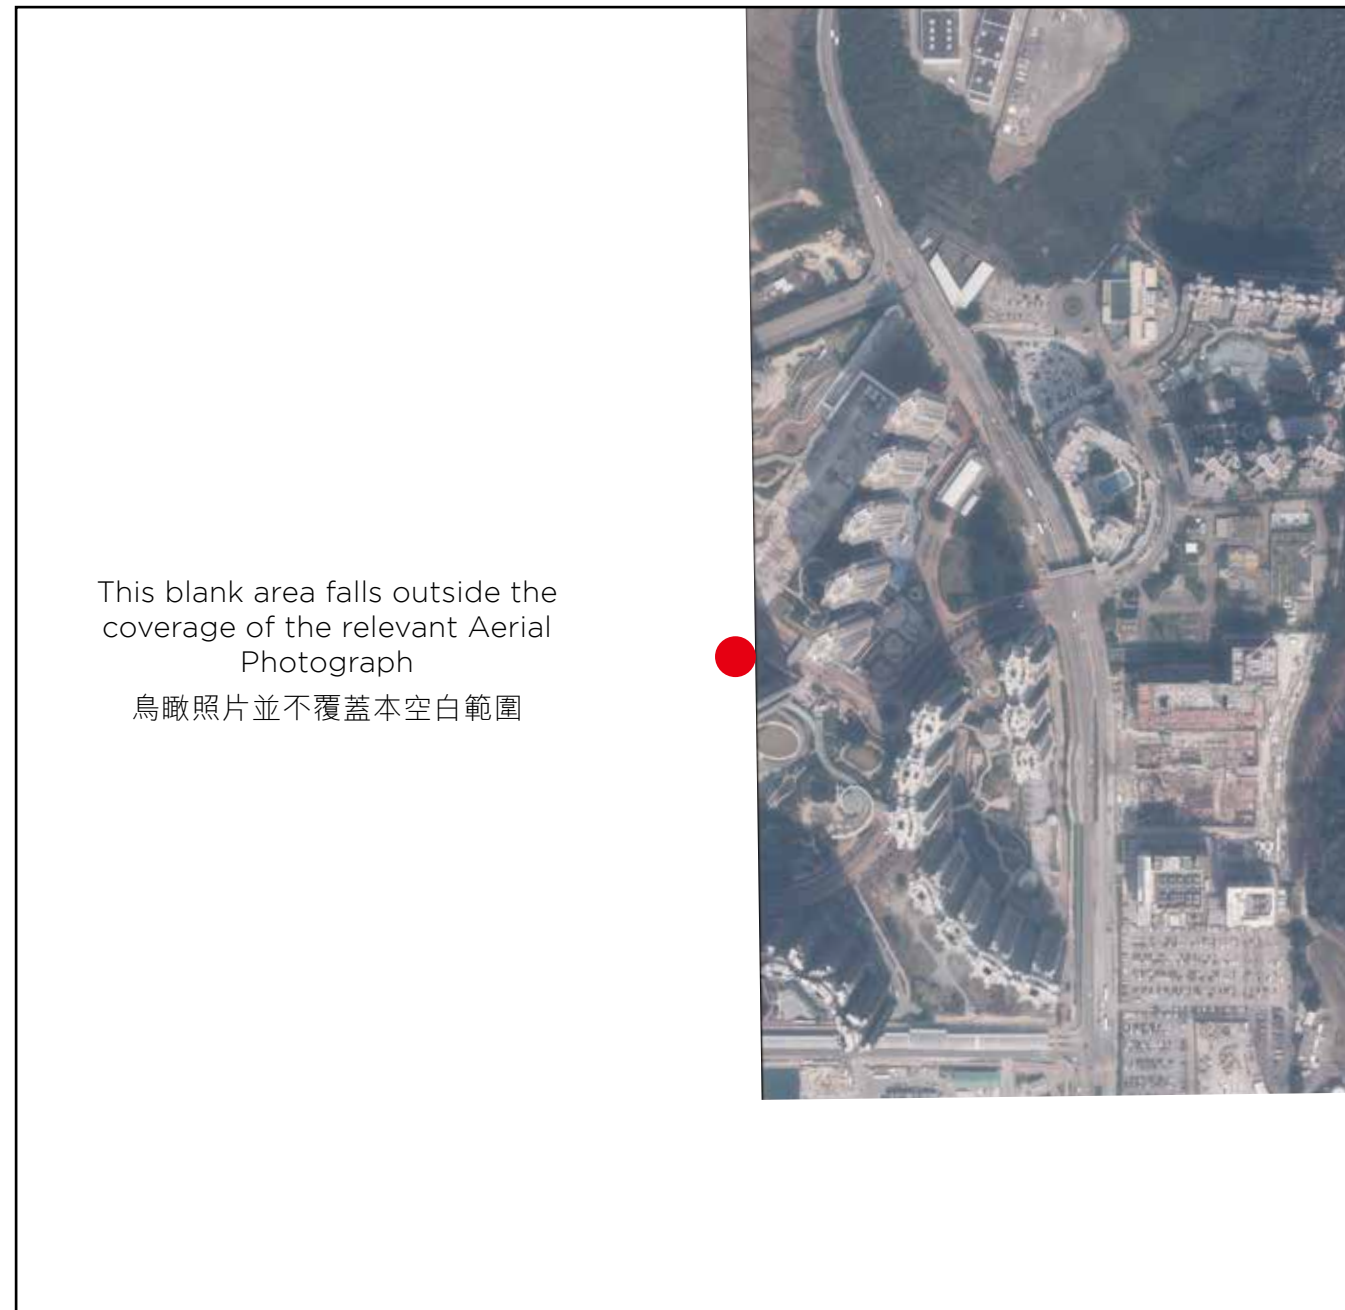 This blank area falls outside the
coverage of the relevant Aerial
Photograph
鳥瞰照片並不覆蓋本空白範圍